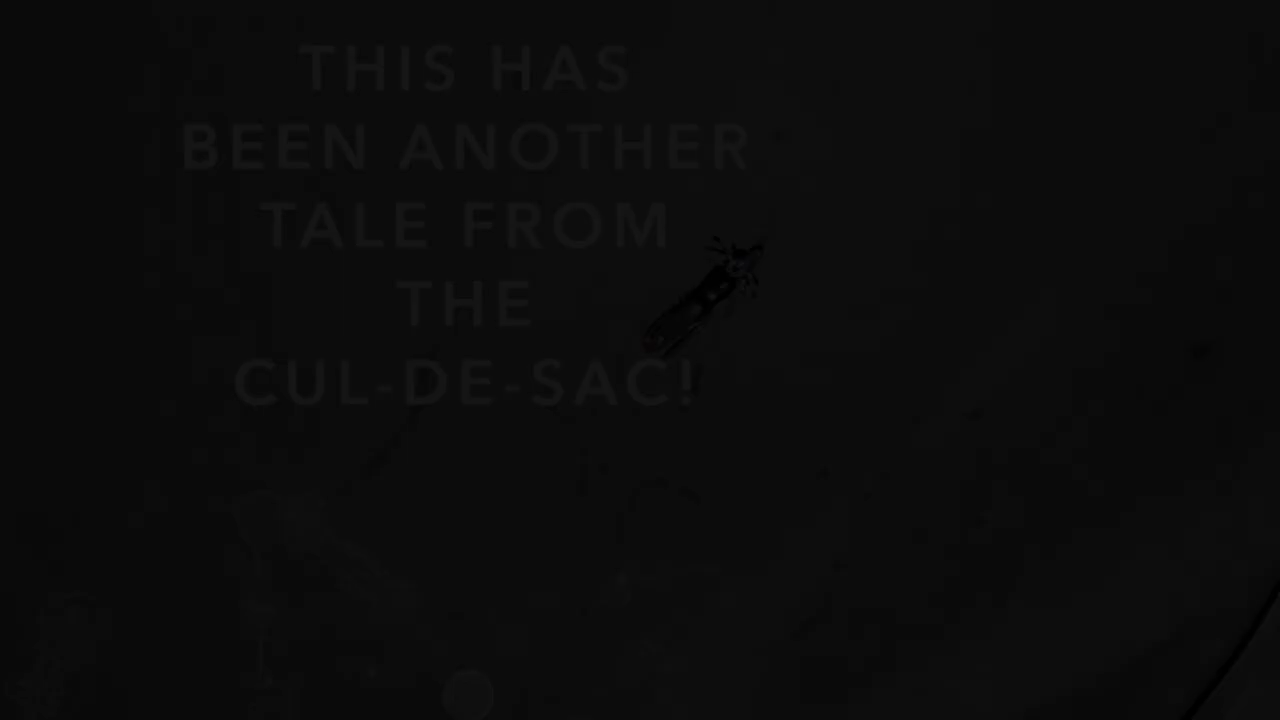 THIS HAS
BEEN ANOTHER
TALE FROM
THE
CUL-DE-SAC!